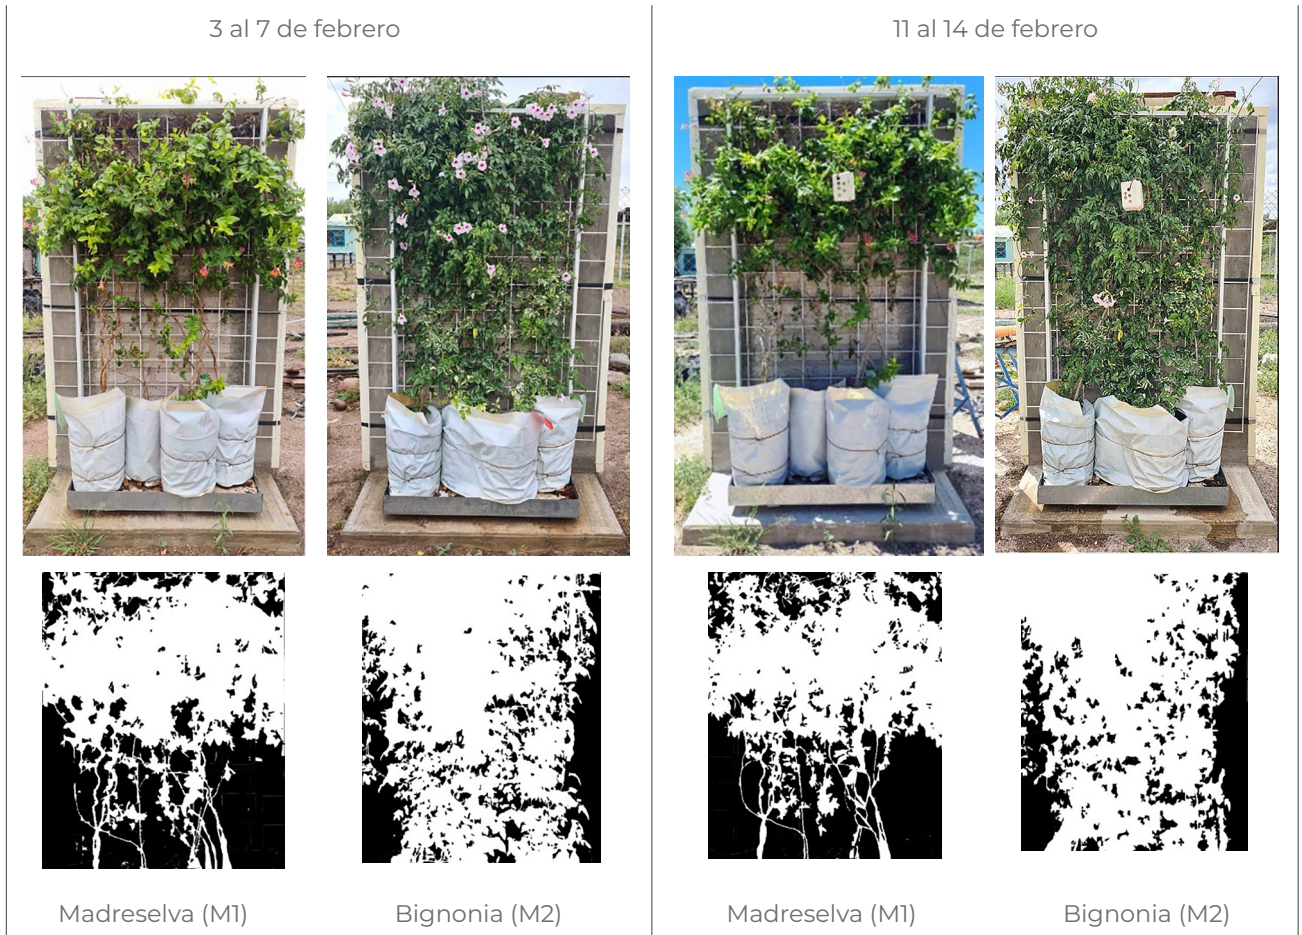 3 al 7 de febrero
11 al 14 de febrero
Madreselva (M1)
Bignonia (M2)
Madreselva (M1)
Bignonia (M2)